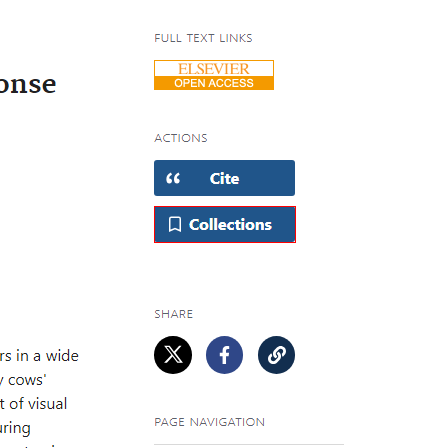 FULL TEXT LINKS
ELSEVIER
OPEN ACCESS
onse
ACTIONS
Cite
Collections
SHARE
rs in a wide
cows'
t of visual
uring
PAGE NAVIGATION